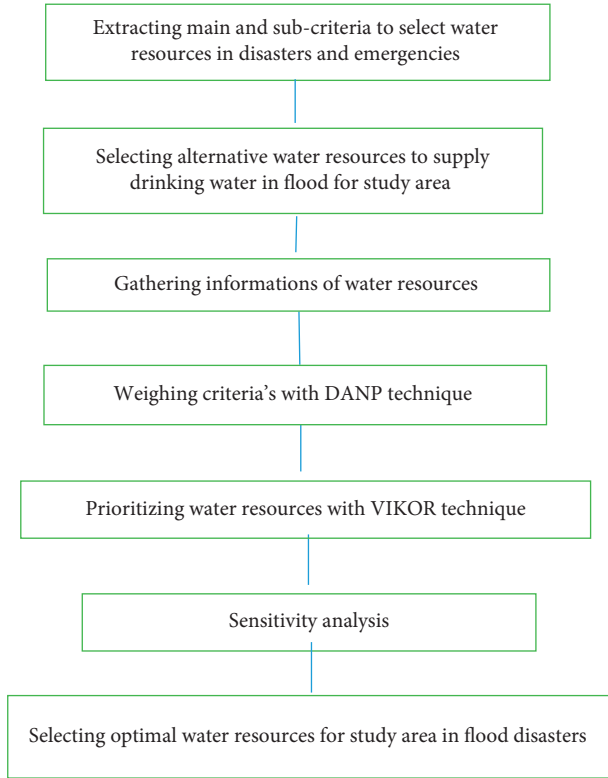 Extracting main and sub-criteria to select water
resources in disasters and emergencies
Selecting alternative water resources to supply
drinking water in flood for study area
Gathering informations of water resources
Weighing criteria's with DANP technique
Prioritizing water resources with VIKOR technique
Sensitivity analysis
Selecting optimal water resources for study area in flood disasters